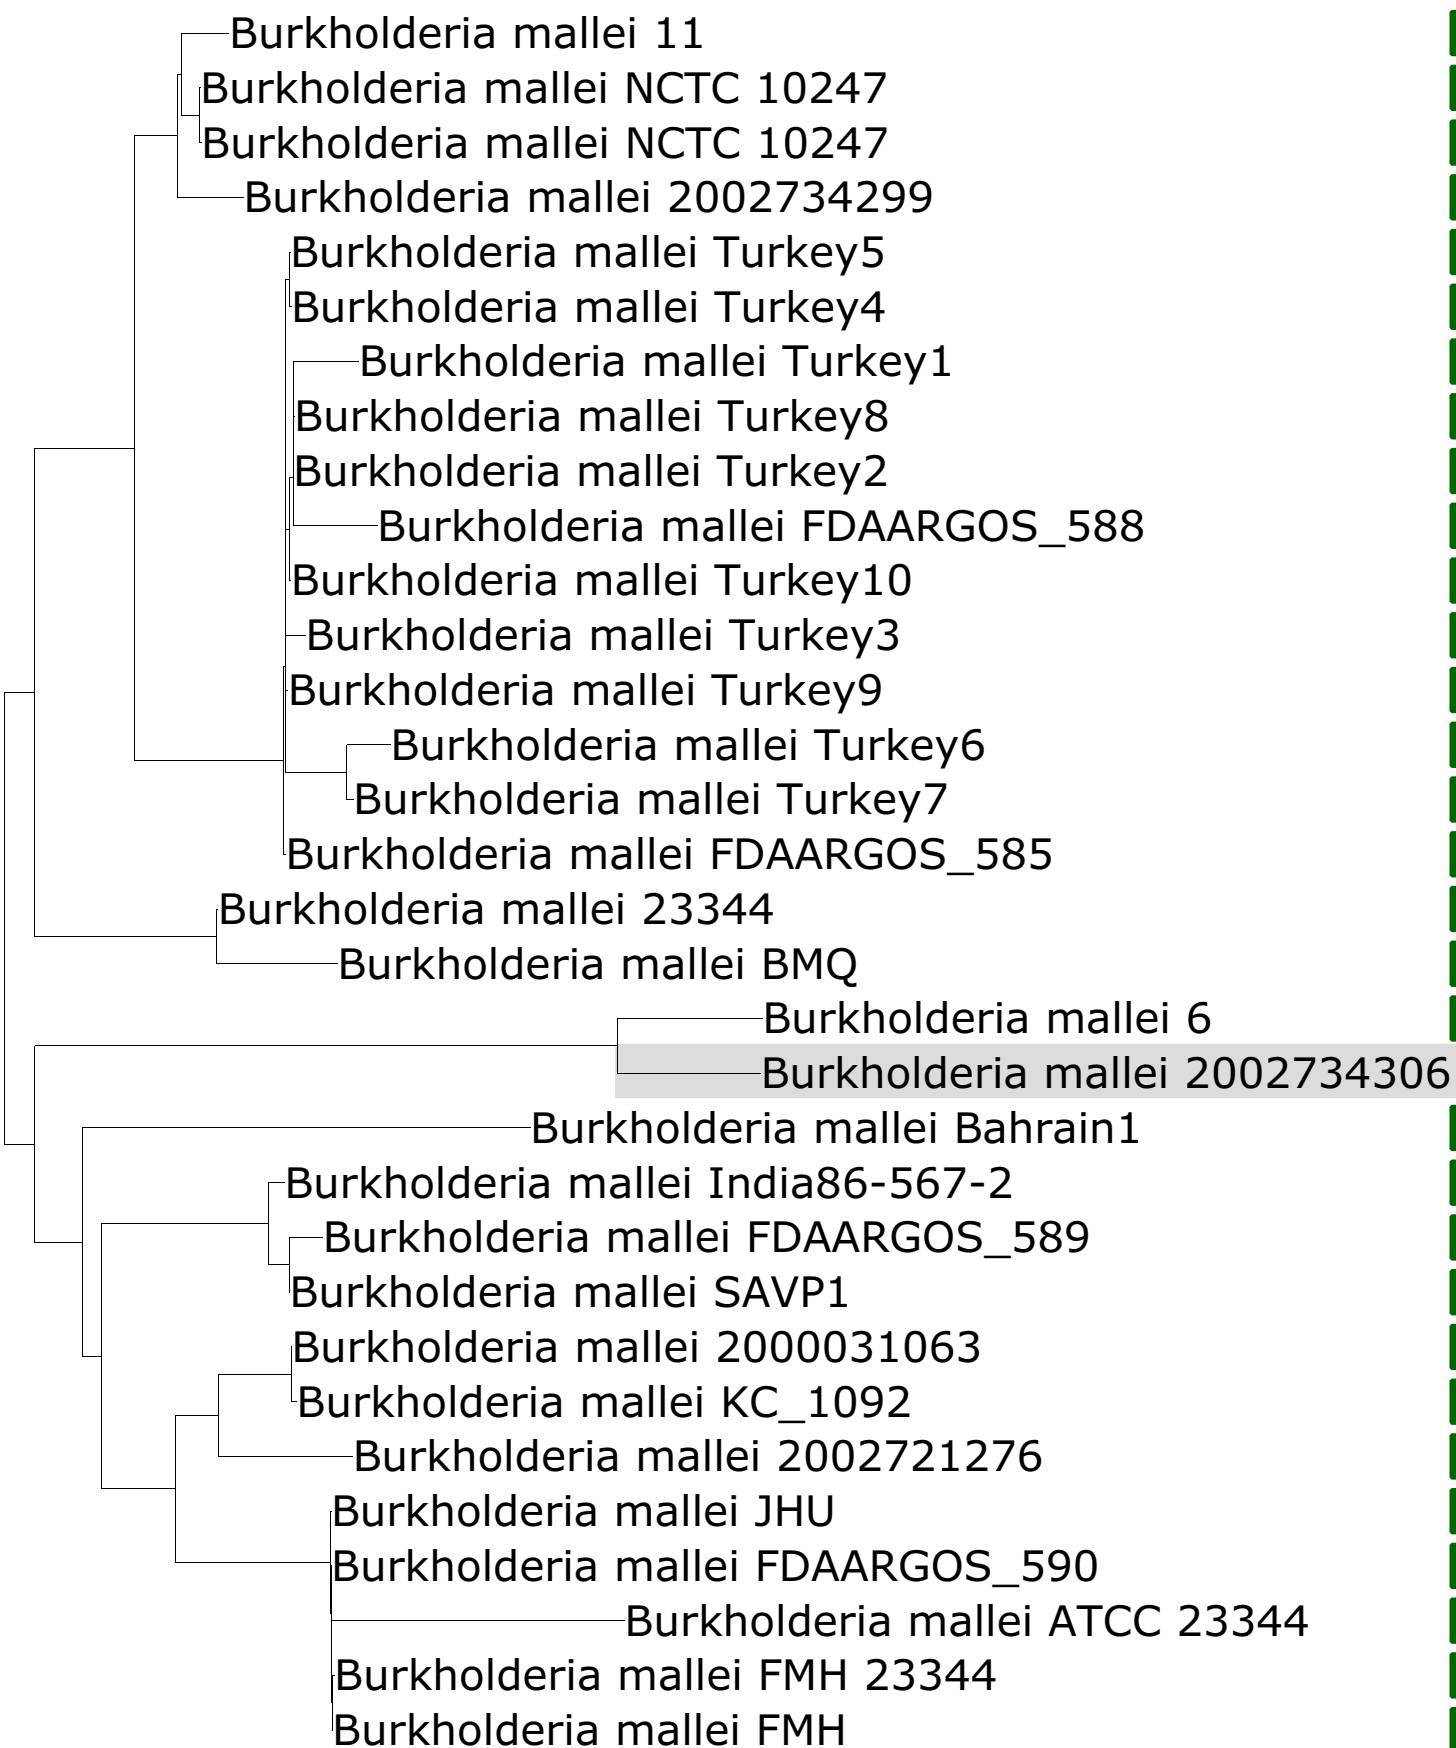 Burkholderia mallei 11
Burkholderia mallei NCTC 10247
Burkholderia mallei NCTC 10247
Burkholderia mallei 2002734299
Burkholderia mallei Turkey5
Burkholderia mallei Turkey4
Burkholderia mallei Turkey1
Burkholderia mallei Turkey8
Burkholderia mallei Turkey2
Burkholderia mallei FDAARGOS_588
Burkholderia mallei Turkey10
Burkholderia mallei Turkey3
Burkholderia mallei Turkey9
Burkholderia mallei Turkey6
Burkholderia mallei Turkey7
Burkholderia mallei FDAARGOS_585
Burkholderia mallei 23344
Burkholderia mallei BMQ
Burkholderia mallei 6
Burkholderia mallei 2002734306
Burkholderia mallei Bahrain1
Burkholderia mallei India86-567-2
Burkholderia mallei FDAARGOS_589
Burkholderia mallei SAVP1
Burkholderia mallei 2000031063
Burkholderia mallei KC_1092
Burkholderia mallei 2002721276
Burkholderia mallei JHU
Burkholderia mallei FDAARGOS_590
Burkholderia mallei ATCC 23344
Burkholderia mallei FMH 23344
Burkholderia mallei FMH